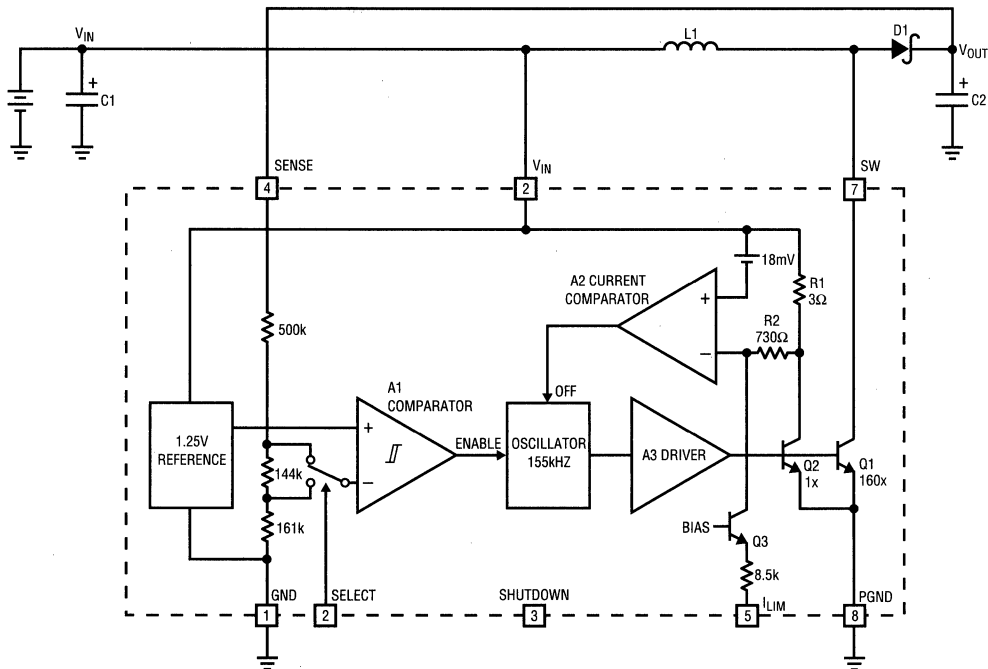 L1
D1
VIN
VOUT
+
C1
+
C2
SENSE
VIN
SW
4
2
7
18mV
A2 CURRENT
COMPARATOR
+
R1
3Ω
R2
730Ω
500k
−
A1
COMPARATOR
OFF
1.25V
REFERENCE
+
ENABLE
OSCILLATOR
155kHZ
A3 DRIVER
144k
−
Q2
1x
Q1
160x
161k
BIAS
Q3
8.5k
GND
SELECT
SHUTDOWN
ILIM
PGND
1
2
3
5
8